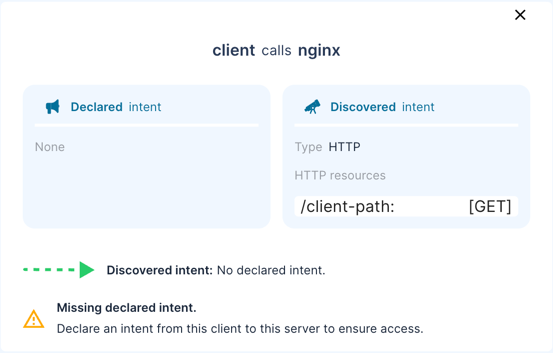 client calls nginx
Declared intent
None
Discovered intent
Type HTTP
HTTP resources
/client-path: [GET]
Discovered intent: No declared intent.
Missing declared intent.
Declare an intent from this client to this server to ensure access.